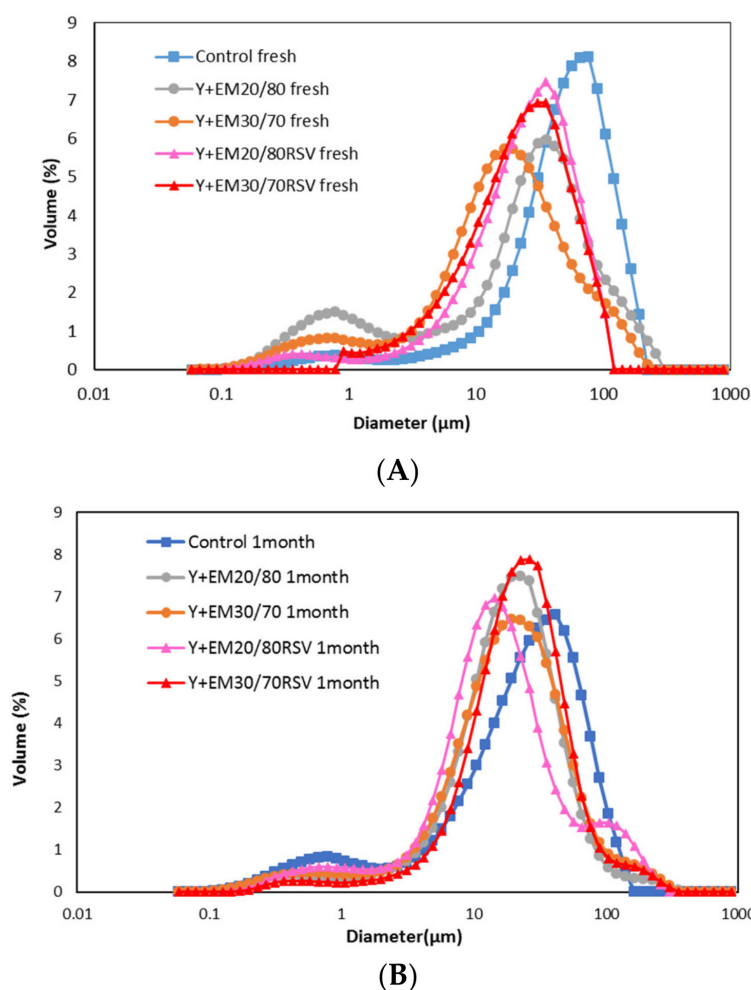 9
8
7
6
5
4
3
2
1
0
Volume (%)
Control fresh
Y+EM20/80 fresh
Y+EM30/70 fresh
Y+EM20/80RSV fresh
Y+EM30/70RSV fresh
0.01 0.1 1 10 100 1000
Diameter (μm)
(A)
9
8
7
6
5
4
3
2
1
0
Volume (%)
Control 1month
Y+EM20/80 1month
Y+EM30/70 1month
Y+EM20/80RSV 1month
Y+EM30/70RSV 1month
0.01 0.1 1 10 100 1000
Diameter(μm)
(B)